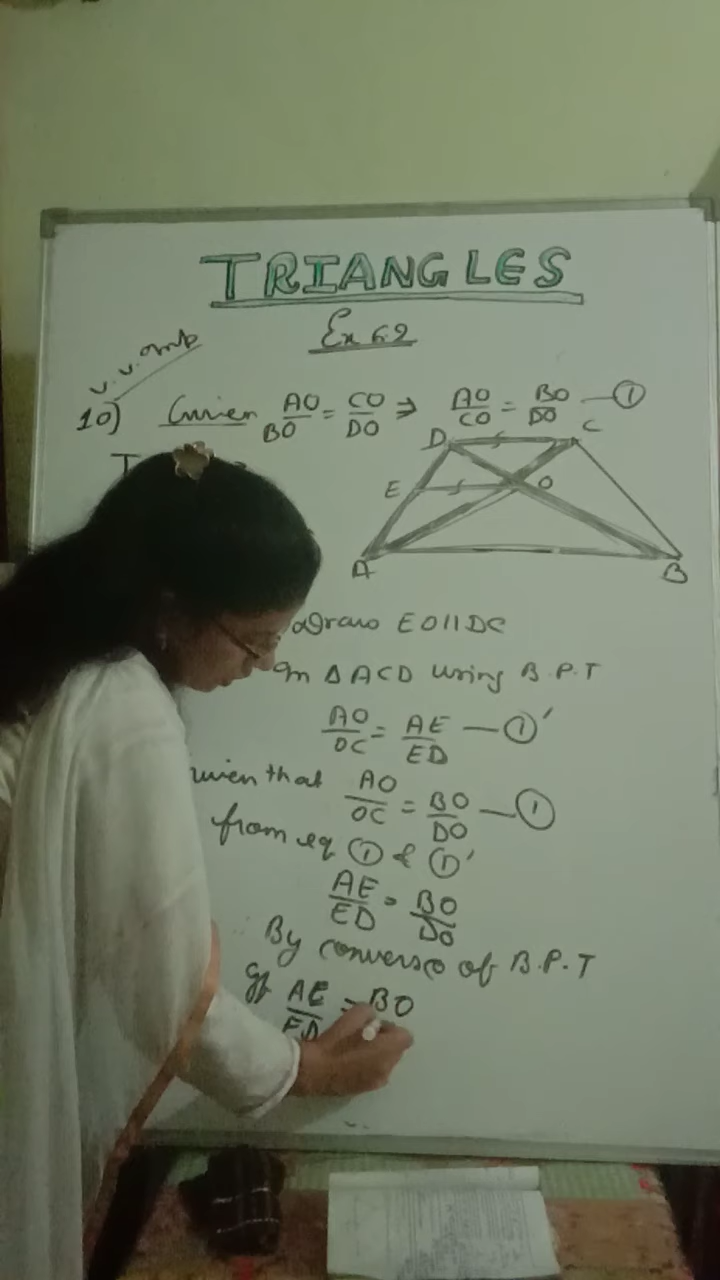 TRIANGLES
Ex 6.2
v.v.imp
10) Given AO/BO = CO/DO ⇒ AO/CO = BO/DO — ①
D C
E O
A B
Draw EO||DC
In ΔACD using B.P.T
AO/OC = AE/ED — ①'
that AO/OC = BO/DO — ①
from eq ① & ①'
AE/ED = BO/DO
By converse of B.P.T
If AE/ED = BO